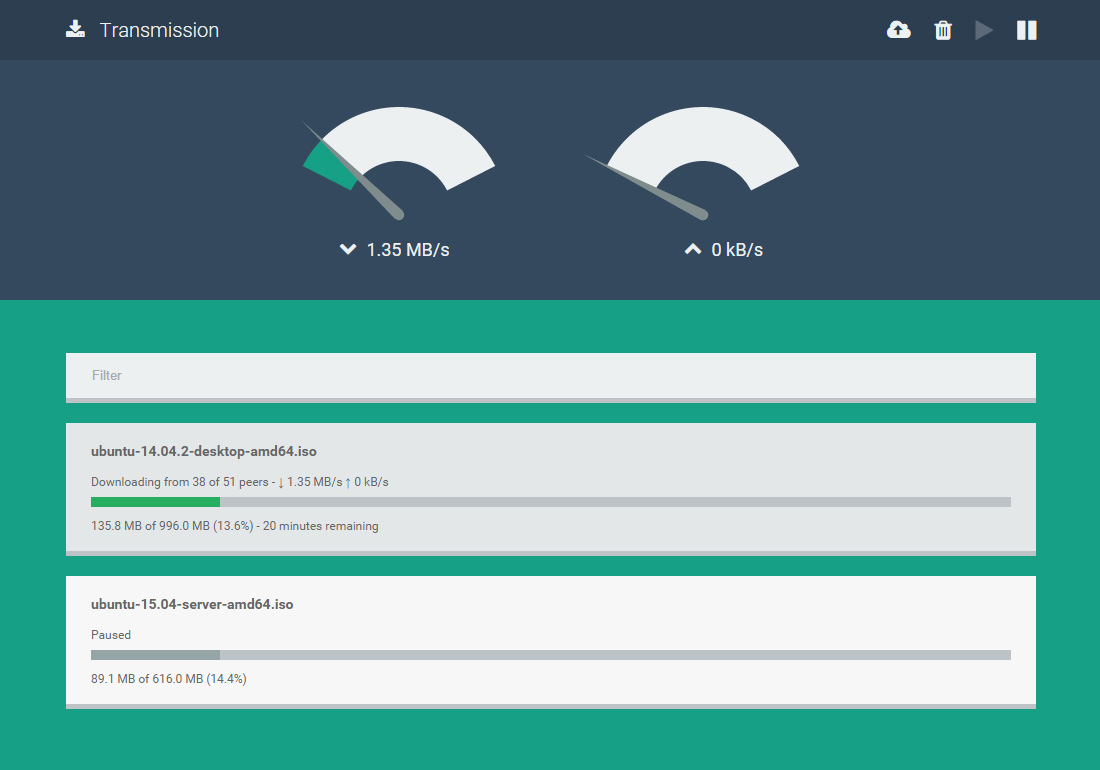 Transmission
1.35 MB/s
0 kB/s
Filter
ubuntu-14.04.2-desktop-amd64.iso
Downloading from 38 of 51 peers - ↓ 1.35 MB/s ↑ 0 kB/s
135.8 MB of 996.0 MB (13.6%) - 20 minutes remaining
ubuntu-15.04-server-amd64.iso
Paused
89.1 MB of 616.0 MB (14.4%)